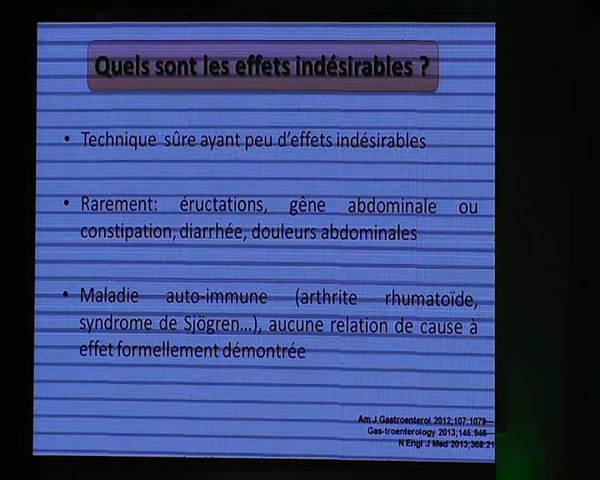 Quels sont les effets indésirables ?
• Technique sûre ayant peu d'effets indésirables
• Rarement: éructations, gêne abdominale ou
constipation, diarrhée, douleurs abdominales
• Maladie auto-immune (arthrite rhumatoïde,
syndrome de Sjögren...), aucune relation de cause à
effet formellement démontrée
Am J Gastroenterol 2012;107:1079
Gas-troenterology 2013;145:946
N Engl J Med 2013;368:21